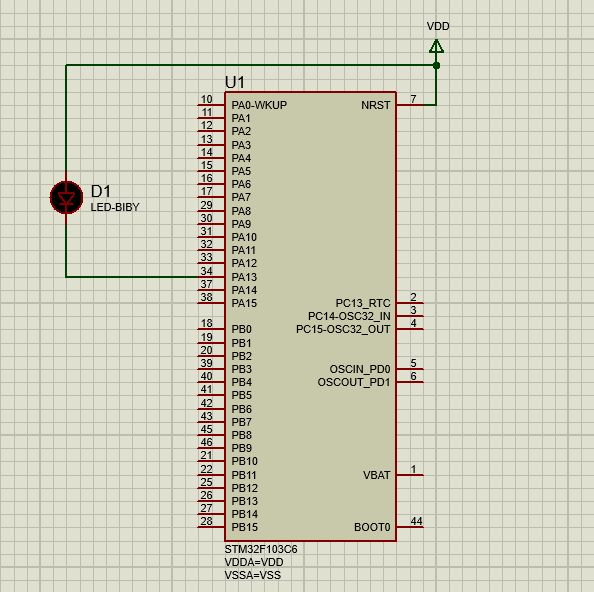 VDD
U1
10 PA0-WKUP NRST 7
11 PA1
12 PA2
13 PA3
14 PA4
15 PA5
16 PA6
17 PA7
29 PA8
30 PA9
31 PA10
32 PA11
33 PA12
34 PA13
37 PA14
38 PA15
D1
LED-BIBY
PC13_RTC 2
PC14-OSC32_IN 3
PC15-OSC32_OUT 4
18 PB0
19 PB1
20 PB2
39 PB3
40 PB4
41 PB5
42 PB6
43 PB7
45 PB8
46 PB9
21 PB10
22 PB11
25 PB12
26 PB13
27 PB14
28 PB15
OSCIN_PD0 5
OSCOUT_PD1 6
VBAT 1
BOOT0 44
STM32F103C6
VDDA=VDD
VSSA=VSS